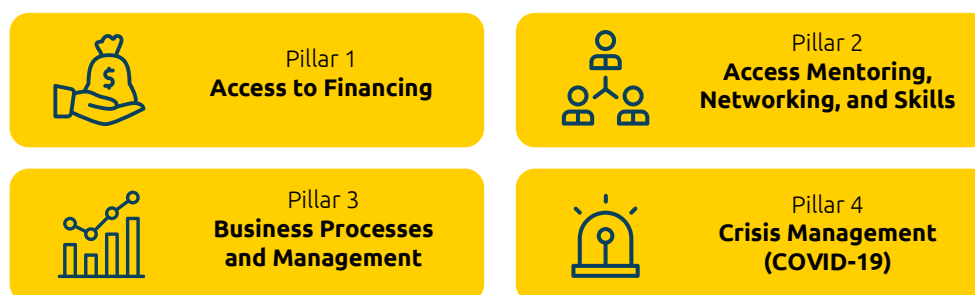 Pillar 1
Access to Financing
Pillar 2
Access Mentoring,
Networking, and Skills
Pillar 3
Business Processes
and Management
Pillar 4
Crisis Management
(COVID-19)
$